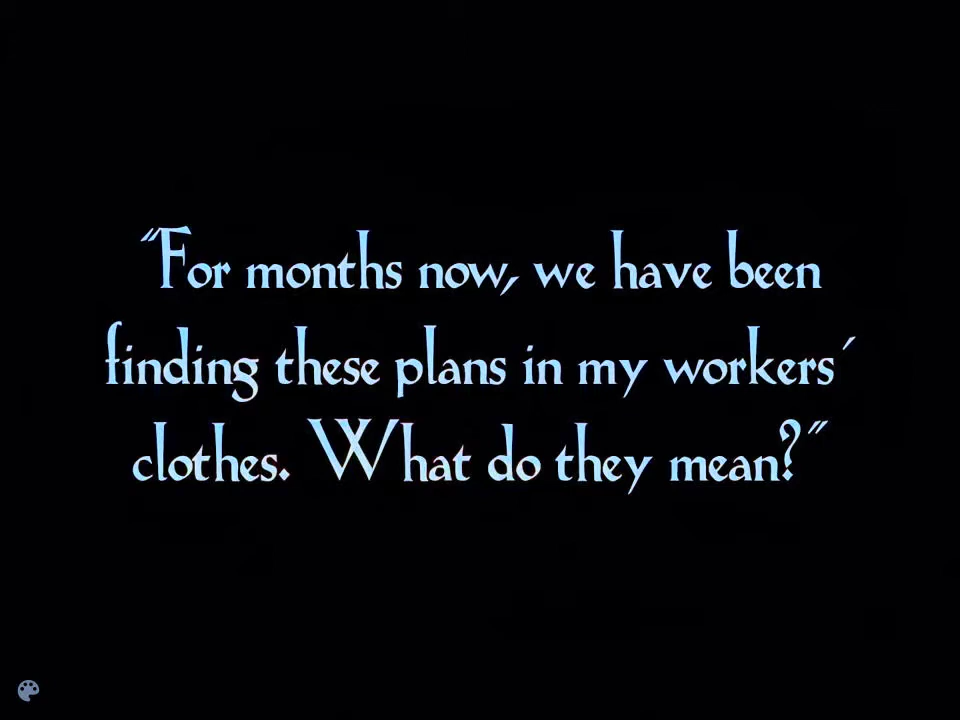 "For months now, we have been
finding these plans in my workers'
clothes. What do they mean?"